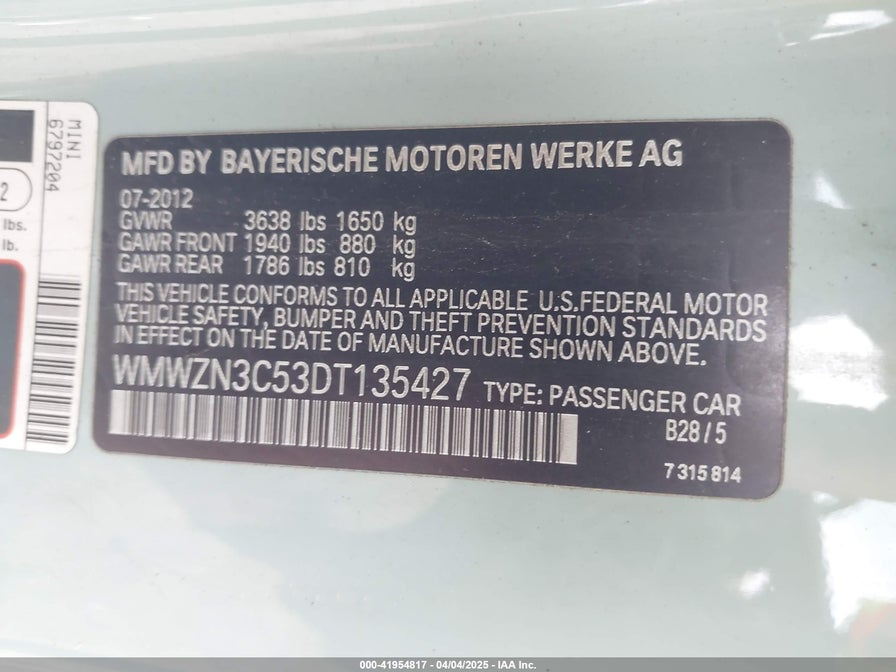 MINI
6797204
2
lbs.
lb.
MFD BY BAYERISCHE MOTOREN WERKE AG
07-2012
GVWR 3638 lbs 1650 kg
GAWR FRONT 1940 lbs 880 kg
GAWR REAR 1786 lbs 810 kg
THIS VEHICLE CONFORMS TO ALL APPLICABLE U.S.FEDERAL MOTOR
VEHICLE SAFETY, BUMPER AND THEFT PREVENTION STANDARDS
IN EFFECT ON THE DATE OF MANUFACTURE SHOWN ABOVE.
WMWZN3C53DT135427 TYPE: PASSENGER CAR
B28/5
7 315 814
000-41954817 - 04/04/2025 - IAA Inc.